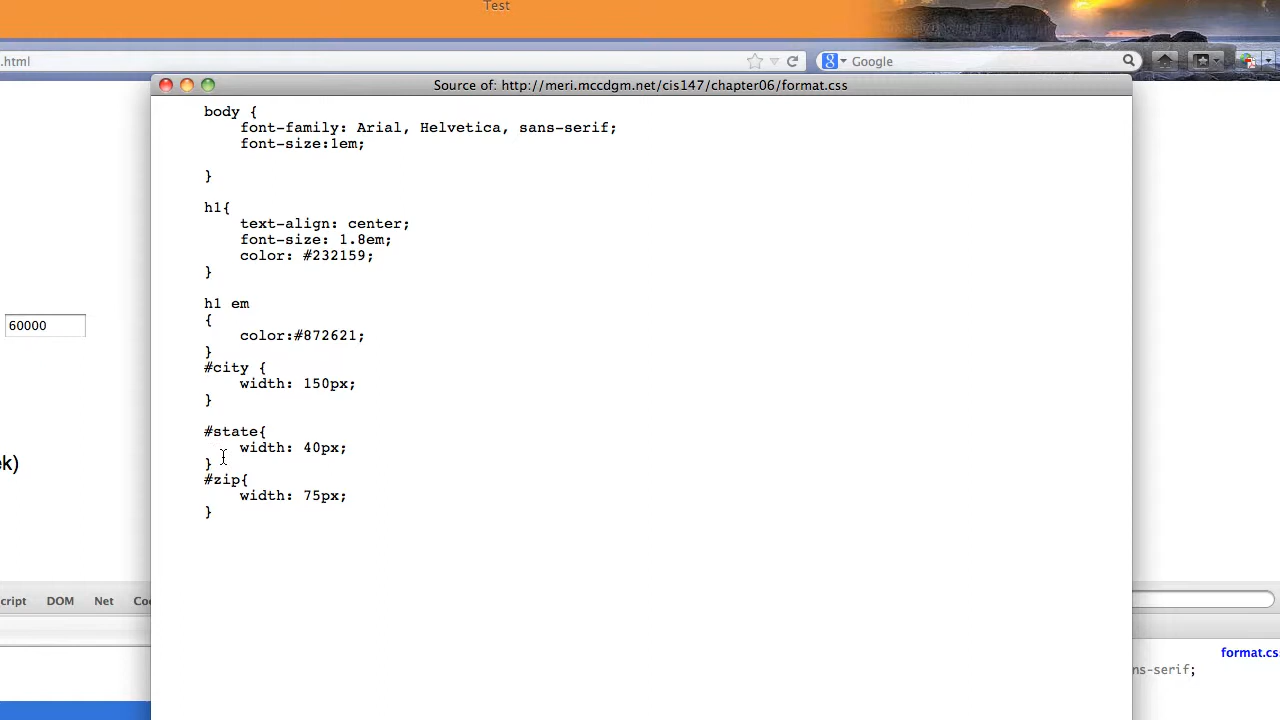 Test
.html
Google
Source of: http://meri.mccdgm.net/cis147/chapter06/format.css
body {
font-family: Arial, Helvetica, sans-serif;
font-size:1em;
}
h1{
text-align: center;
font-size: 1.8em;
color: #232159;
}
h1 em
{
color:#872621;
}
#city {
width: 150px;
}
#state{
width: 40px;
}
#zip{
width: 75px;
}
60000
ek)
cript DOM Net Co
format.cs
ns-serif;